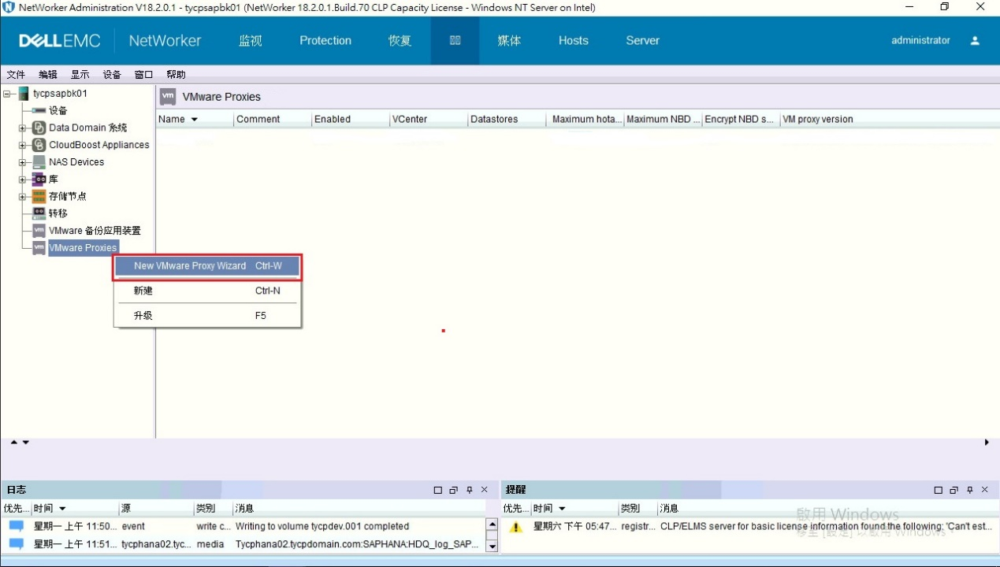 NetWorker Administration V18.2.0.1 - tycpsapbk01 (NetWorker 18.2.0.1.Build.70 CLP Capacity License - Windows NT Server on Intel)
DELLEMC NetWorker 监视 Protection 恢复 媒体 Hosts Server administrator
文件 编辑 显示 设备 窗口 帮助
tycpsapbk01
设备
Data Domain 系统
CloudBoost Appliances
NAS Devices
库
存储节点
转移
VMware 备份应用装置
VMware Proxies
vm VMware Proxies
Name Comment Enabled VCenter Datastores Maximum hota... Maximum NBD ... Encrypt NBD s... VM proxy version
New VMware Proxy Wizard Ctrl-W
新建 Ctrl-N
升级 F5
日志
优先... 时间 源 类别 消息
星期一 上午 11:50... event write c... Writing to volume tycpdev.001 completed
星期一 上午 11:51... tycphana02.tyc... media Tycphana02.tycpdomain.com:SAPHANA:HDQ_log_SAP...
提醒
优先... 时间 类别 消息
星期六 下午 05:47... registr... CLP/ELMS server for basic license information found the following: 'Can't est...
啟用 Windows
移至 [設定] 以啟用 Windows。